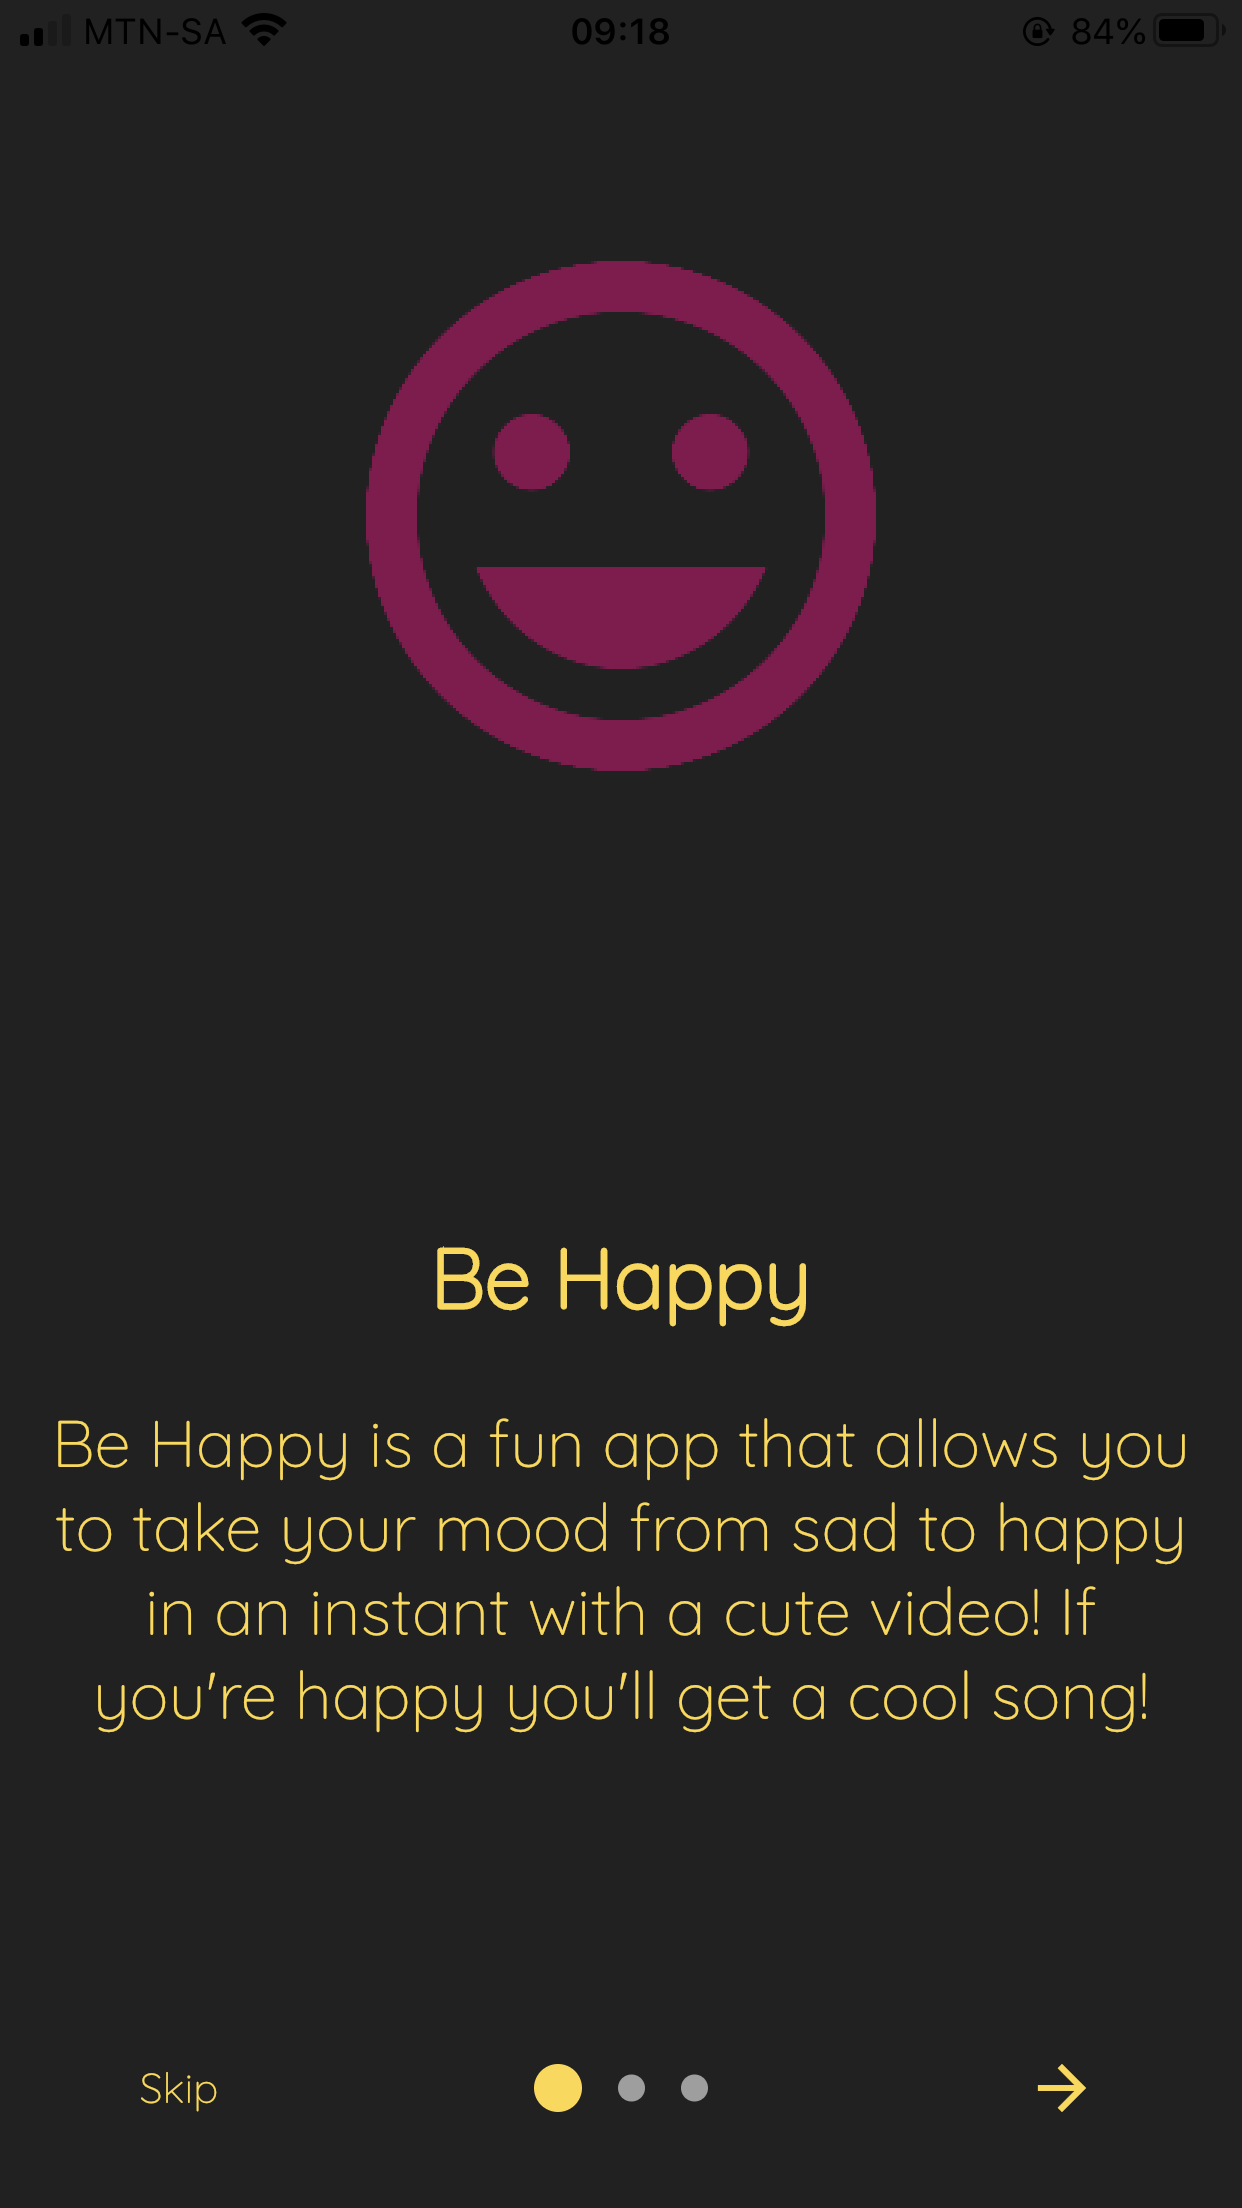 MTN-SA 09:18 84%
Be Happy
Be Happy is a fun app that allows you
to take your mood from sad to happy
in an instant with a cute video! If
you're happy you'll get a cool song!
Skip